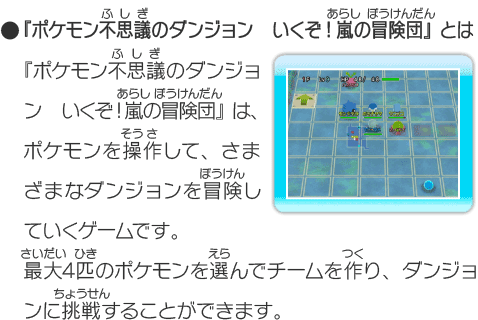 ●『ポケモン不思議のダンジョン　いくぞ！嵐の冒険団』とは
『ポケモン不思議のダンジョ
ン　いくぞ！嵐の冒険団』は、
ポケモンを操作して、さま
ざまなダンジョンを冒険し
ていくゲームです。
最大4匹のポケモンを選んでチームを作り、ダンジョ
ンに挑戦することができます。